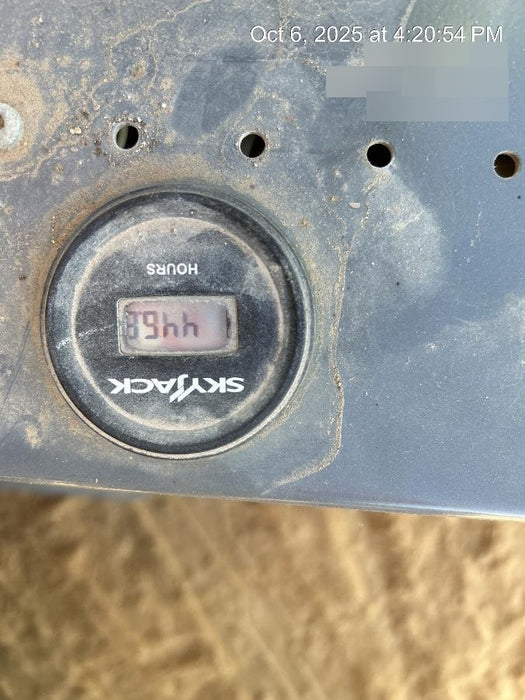 Oct 6, 2025 at 4:20:54 PM
SKYJACK
HOURS